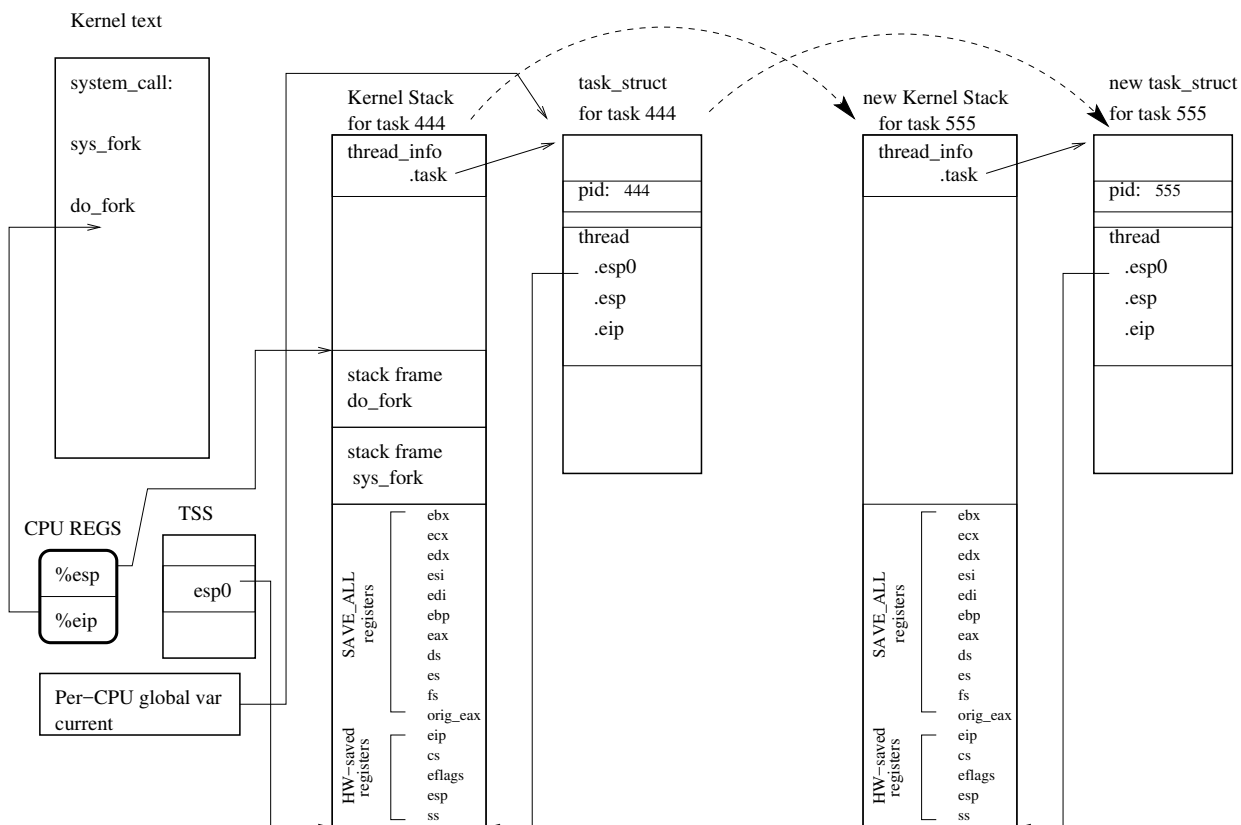 Kernel text
system_call:
sys_fork
do_fork
CPU REGS
%esp
%eip
TSS
esp0
Per−CPU global var
current
Kernel Stack
for task 444
thread_info
.task
stack frame
do_fork
stack frame
sys_fork
SAVE_ALL
registers
ebx
ecx
edx
esi
edi
ebp
eax
ds
es
fs
orig_eax
HW−saved
registers
eip
cs
eflags
esp
ss
task_struct
for task 444
pid: 444
thread
.esp0
.esp
.eip
new Kernel Stack
for task 555
thread_info
.task
SAVE_ALL
registers
ebx
ecx
edx
esi
edi
ebp
eax
ds
es
fs
orig_eax
HW−saved
registers
eip
cs
eflags
esp
ss
new task_struct
for task 555
pid: 555
thread
.esp0
.esp
.eip